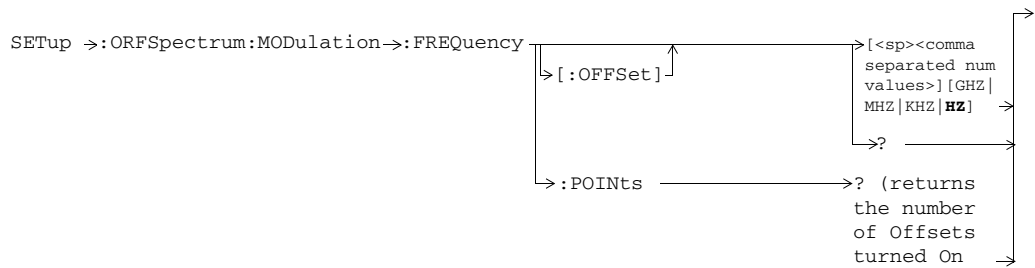 SETup :ORFSpectrum:MODulation :FREQuency
[:OFFSet]
[<sp><comma
separated num
values>][GHZ|
MHZ|KHZ|HZ]
?
:POINts
? (returns
the number
of Offsets
turned On